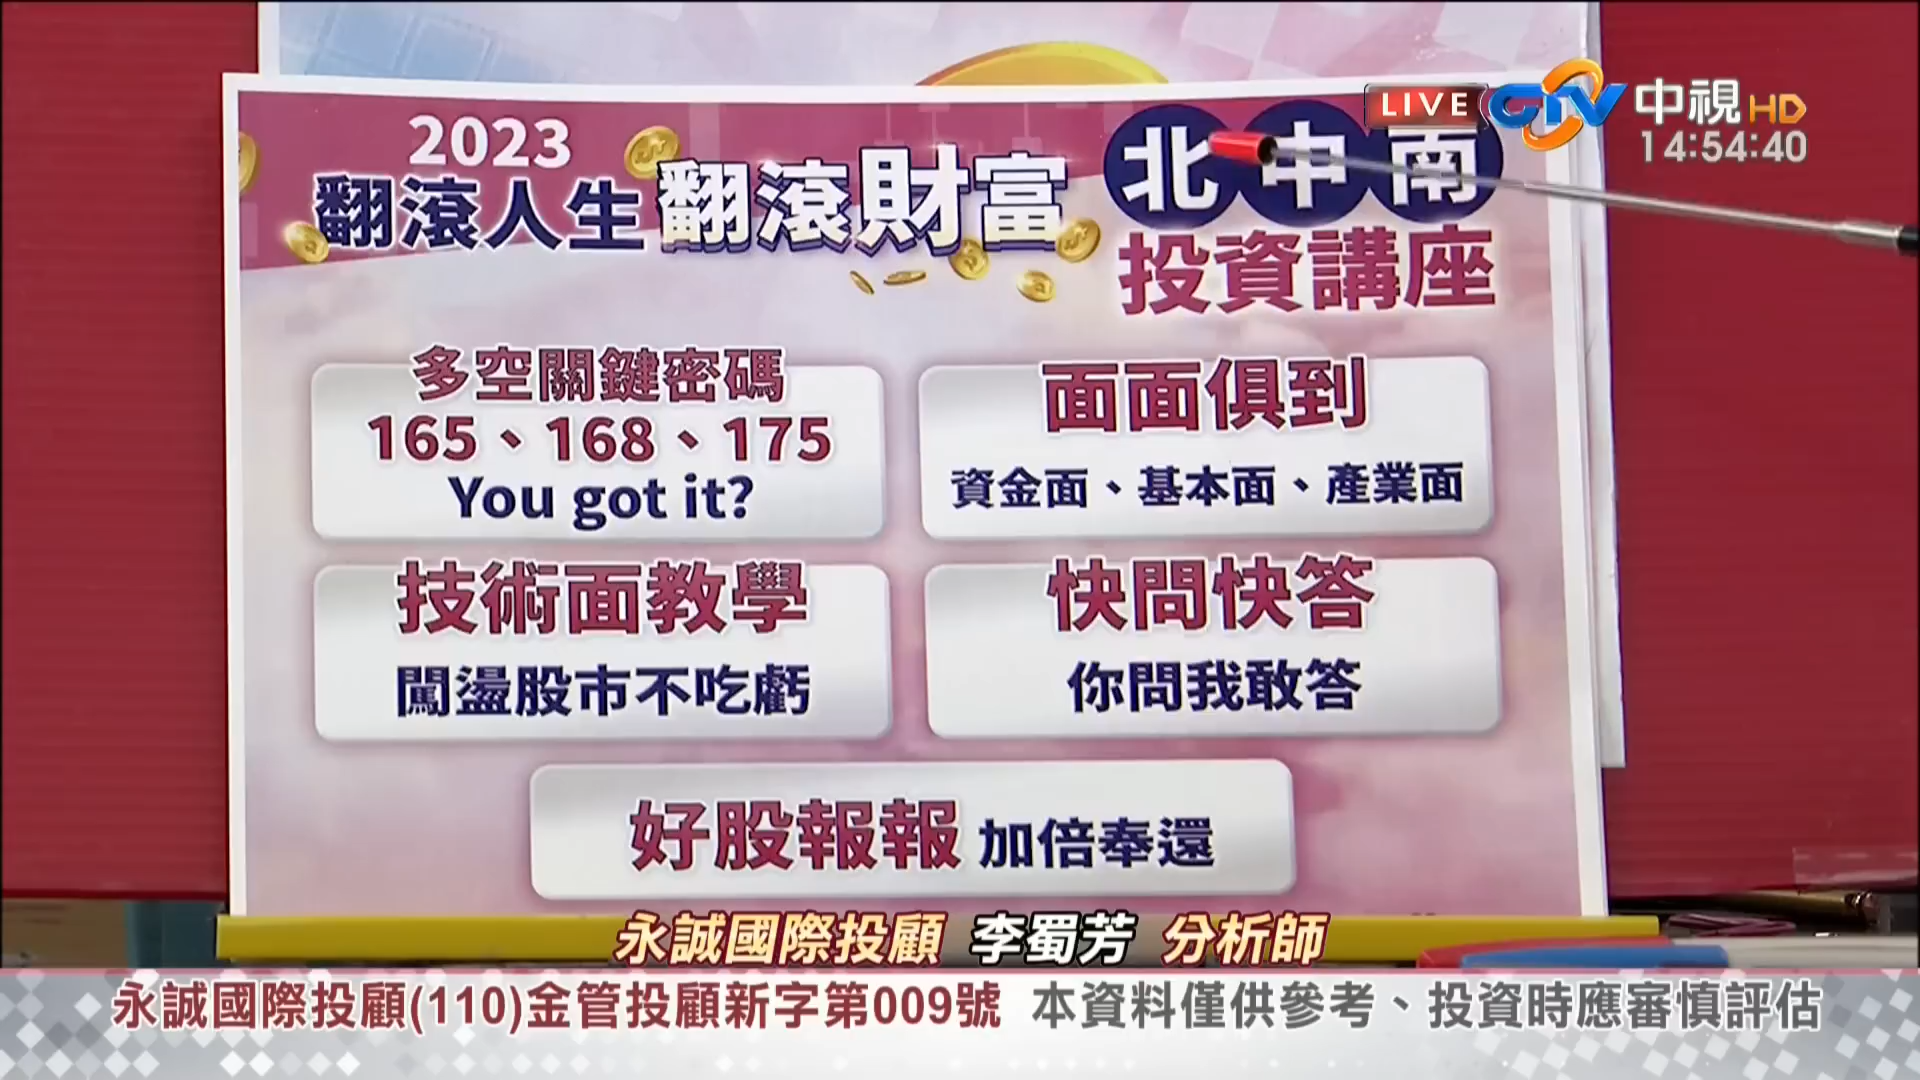 LIVE CTV 中視HD
14:54:40
2023
翻滾人生 翻滾財富
北中南
投資講座
多空關鍵密碼
165、168、175
You got it?
面面俱到
資金面、基本面、產業面
技術面教學
闖盪股市不吃虧
快問快答
你問我敢答
好股報報 加倍奉還
永誠國際投顧 李蜀芳 分析師
永誠國際投顧(110)金管投顧新字第009號 本資料僅供參考、投資時應審慎評估